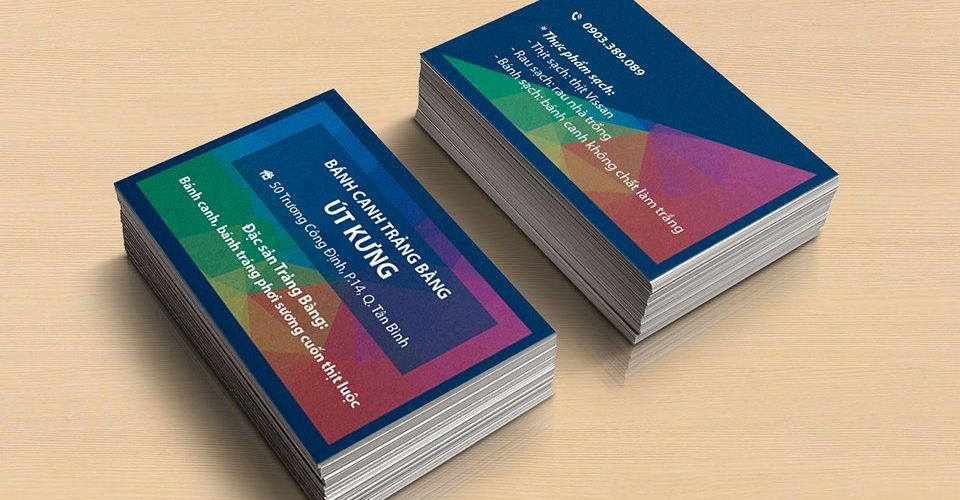 BÁNH CANH TRẢNG BÀNG
ÚT KƯNG
50 Trương Công Định, P.14, Q. Tân Bình
Đặc sản Trảng Bàng:
Bánh canh, bánh tráng phơi sương cuốn thịt luộc
0903.389.089
* Thực phẩm sạch:
- Thịt sạch: thịt Vissan
- Rau sạch: rau nhà trồng
- Bánh sạch: bánh canh không chất làm trắng